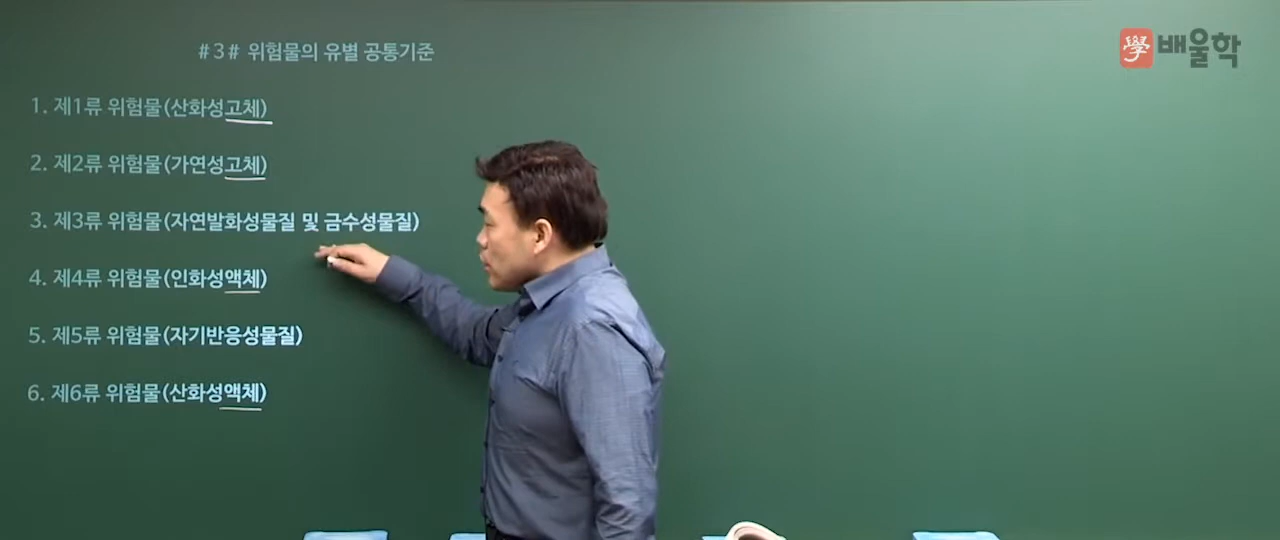 #3# 위험물의 유별 공통기준
學 배울학
1. 제1류 위험물(산화성고체)
2. 제2류 위험물(가연성고체)
3. 제3류 위험물(자연발화성물질 및 금수성물질)
4. 제4류 위험물(인화성액체)
5. 제5류 위험물(자기반응성물질)
6. 제6류 위험물(산화성액체)